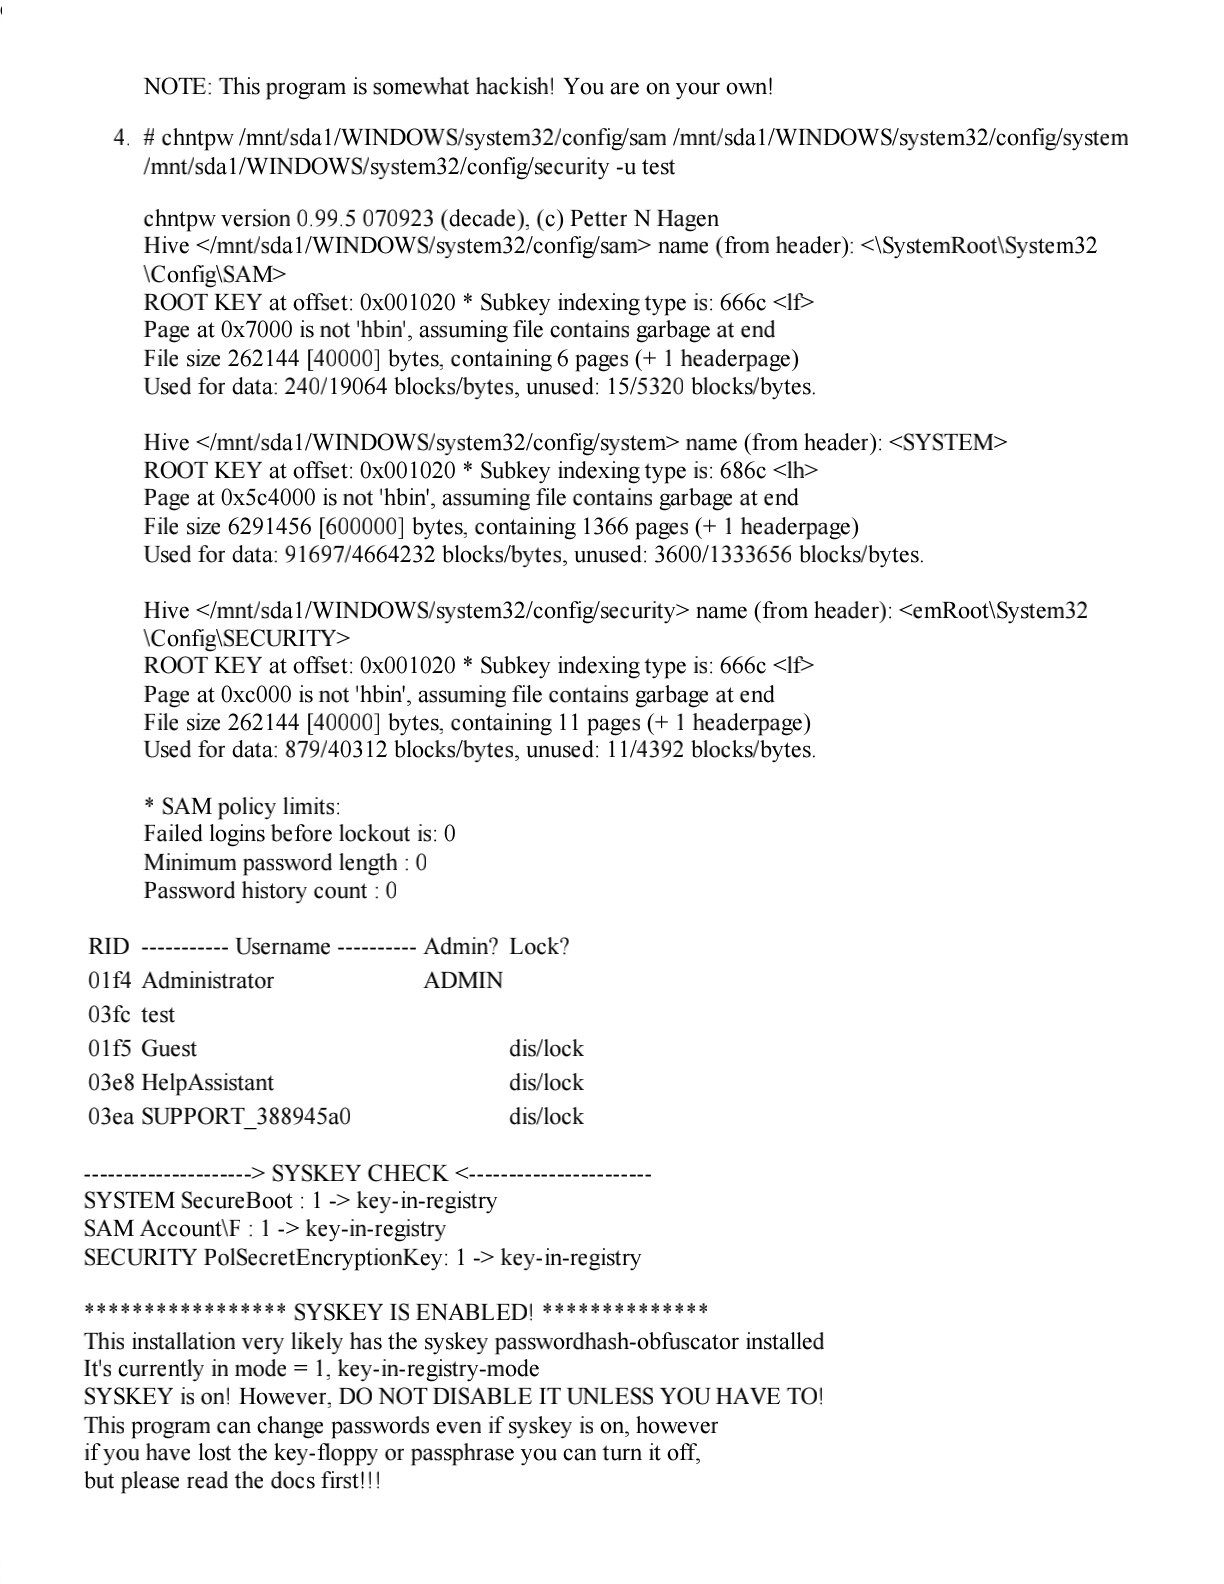 NOTE: This program is somewhat hackish! You are on your own!
4. # chntpw /mnt/sda1/WINDOWS/system32/config/sam /mnt/sda1/WINDOWS/system32/config/system
/mnt/sda1/WINDOWS/system32/config/security -u test
chntpw version 0.99.5 070923 (decade), (c) Petter N Hagen
Hive </mnt/sda1/WINDOWS/system32/config/sam> name (from header): <\SystemRoot\System32
\Config\SAM>
ROOT KEY at offset: 0x001020 * Subkey indexing type is: 666c <lf>
Page at 0x7000 is not 'hbin', assuming file contains garbage at end
File size 262144 [40000] bytes, containing 6 pages (+ 1 headerpage)
Used for data: 240/19064 blocks/bytes, unused: 15/5320 blocks/bytes.
Hive </mnt/sda1/WINDOWS/system32/config/system> name (from header): <SYSTEM>
ROOT KEY at offset: 0x001020 * Subkey indexing type is: 686c <lh>
Page at 0x5c4000 is not 'hbin', assuming file contains garbage at end
File size 6291456 [600000] bytes, containing 1366 pages (+ 1 headerpage)
Used for data: 91697/4664232 blocks/bytes, unused: 3600/1333656 blocks/bytes.
Hive </mnt/sda1/WINDOWS/system32/config/security> name (from header): <emRoot\System32
\Config\SECURITY>
ROOT KEY at offset: 0x001020 * Subkey indexing type is: 666c <lf>
Page at 0xc000 is not 'hbin', assuming file contains garbage at end
File size 262144 [40000] bytes, containing 11 pages (+ 1 headerpage)
Used for data: 879/40312 blocks/bytes, unused: 11/4392 blocks/bytes.
* SAM policy limits:
Failed logins before lockout is: 0
Minimum password length : 0
Password history count : 0
RID ----------- Username ---------- Admin? Lock?
01f4 Administrator ADMIN
03fc test
01f5 Guest dis/lock
03e8 HelpAssistant dis/lock
03ea SUPPORT_388945a0 dis/lock
---------------------> SYSKEY CHECK <-----------------------
SYSTEM SecureBoot : 1 -> key-in-registry
SAM Account\F : 1 -> key-in-registry
SECURITY PolSecretEncryptionKey: 1 -> key-in-registry
***************** SYSKEY IS ENABLED! **************
This installation very likely has the syskey passwordhash-obfuscator installed
It's currently in mode = 1, key-in-registry-mode
SYSKEY is on! However, DO NOT DISABLE IT UNLESS YOU HAVE TO!
This program can change passwords even if syskey is on, however
if you have lost the key-floppy or passphrase you can turn it off,
but please read the docs first!!!